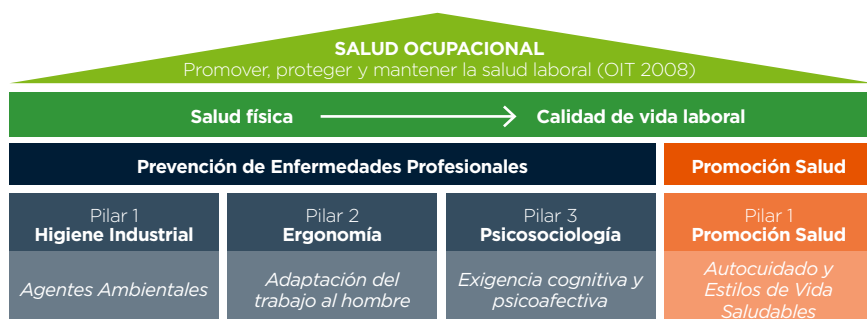 SALUD OCUPACIONAL
Promover, proteger y mantener la salud laboral (OIT 2008)
Salud física
Calidad de vida laboral
Prevención de Enfermedades Profesionales
Promoción Salud
Pilar 1
Higiene Industrial
Agentes Ambientales
Pilar 2
Ergonomía
Adaptación del
trabajo al hombre
Pilar 3
Psicosociología
Exigencia cognitiva y
psicoafectiva
Pilar 1
Promoción Salud
Autocuidado y
Estilos de Vida
Saludables